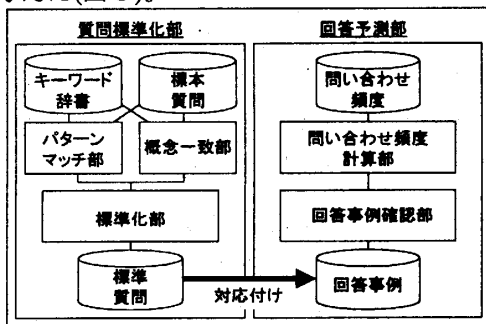 質問標準化部
回答予測部
キーワード
辞書
標本
質問
問い合わせ
頻度
パターン
マッチ部
概念一致部
問い合わせ頻度
計算部
標準化部
回答事例確認部
標準
質問
対応付け
回答事例